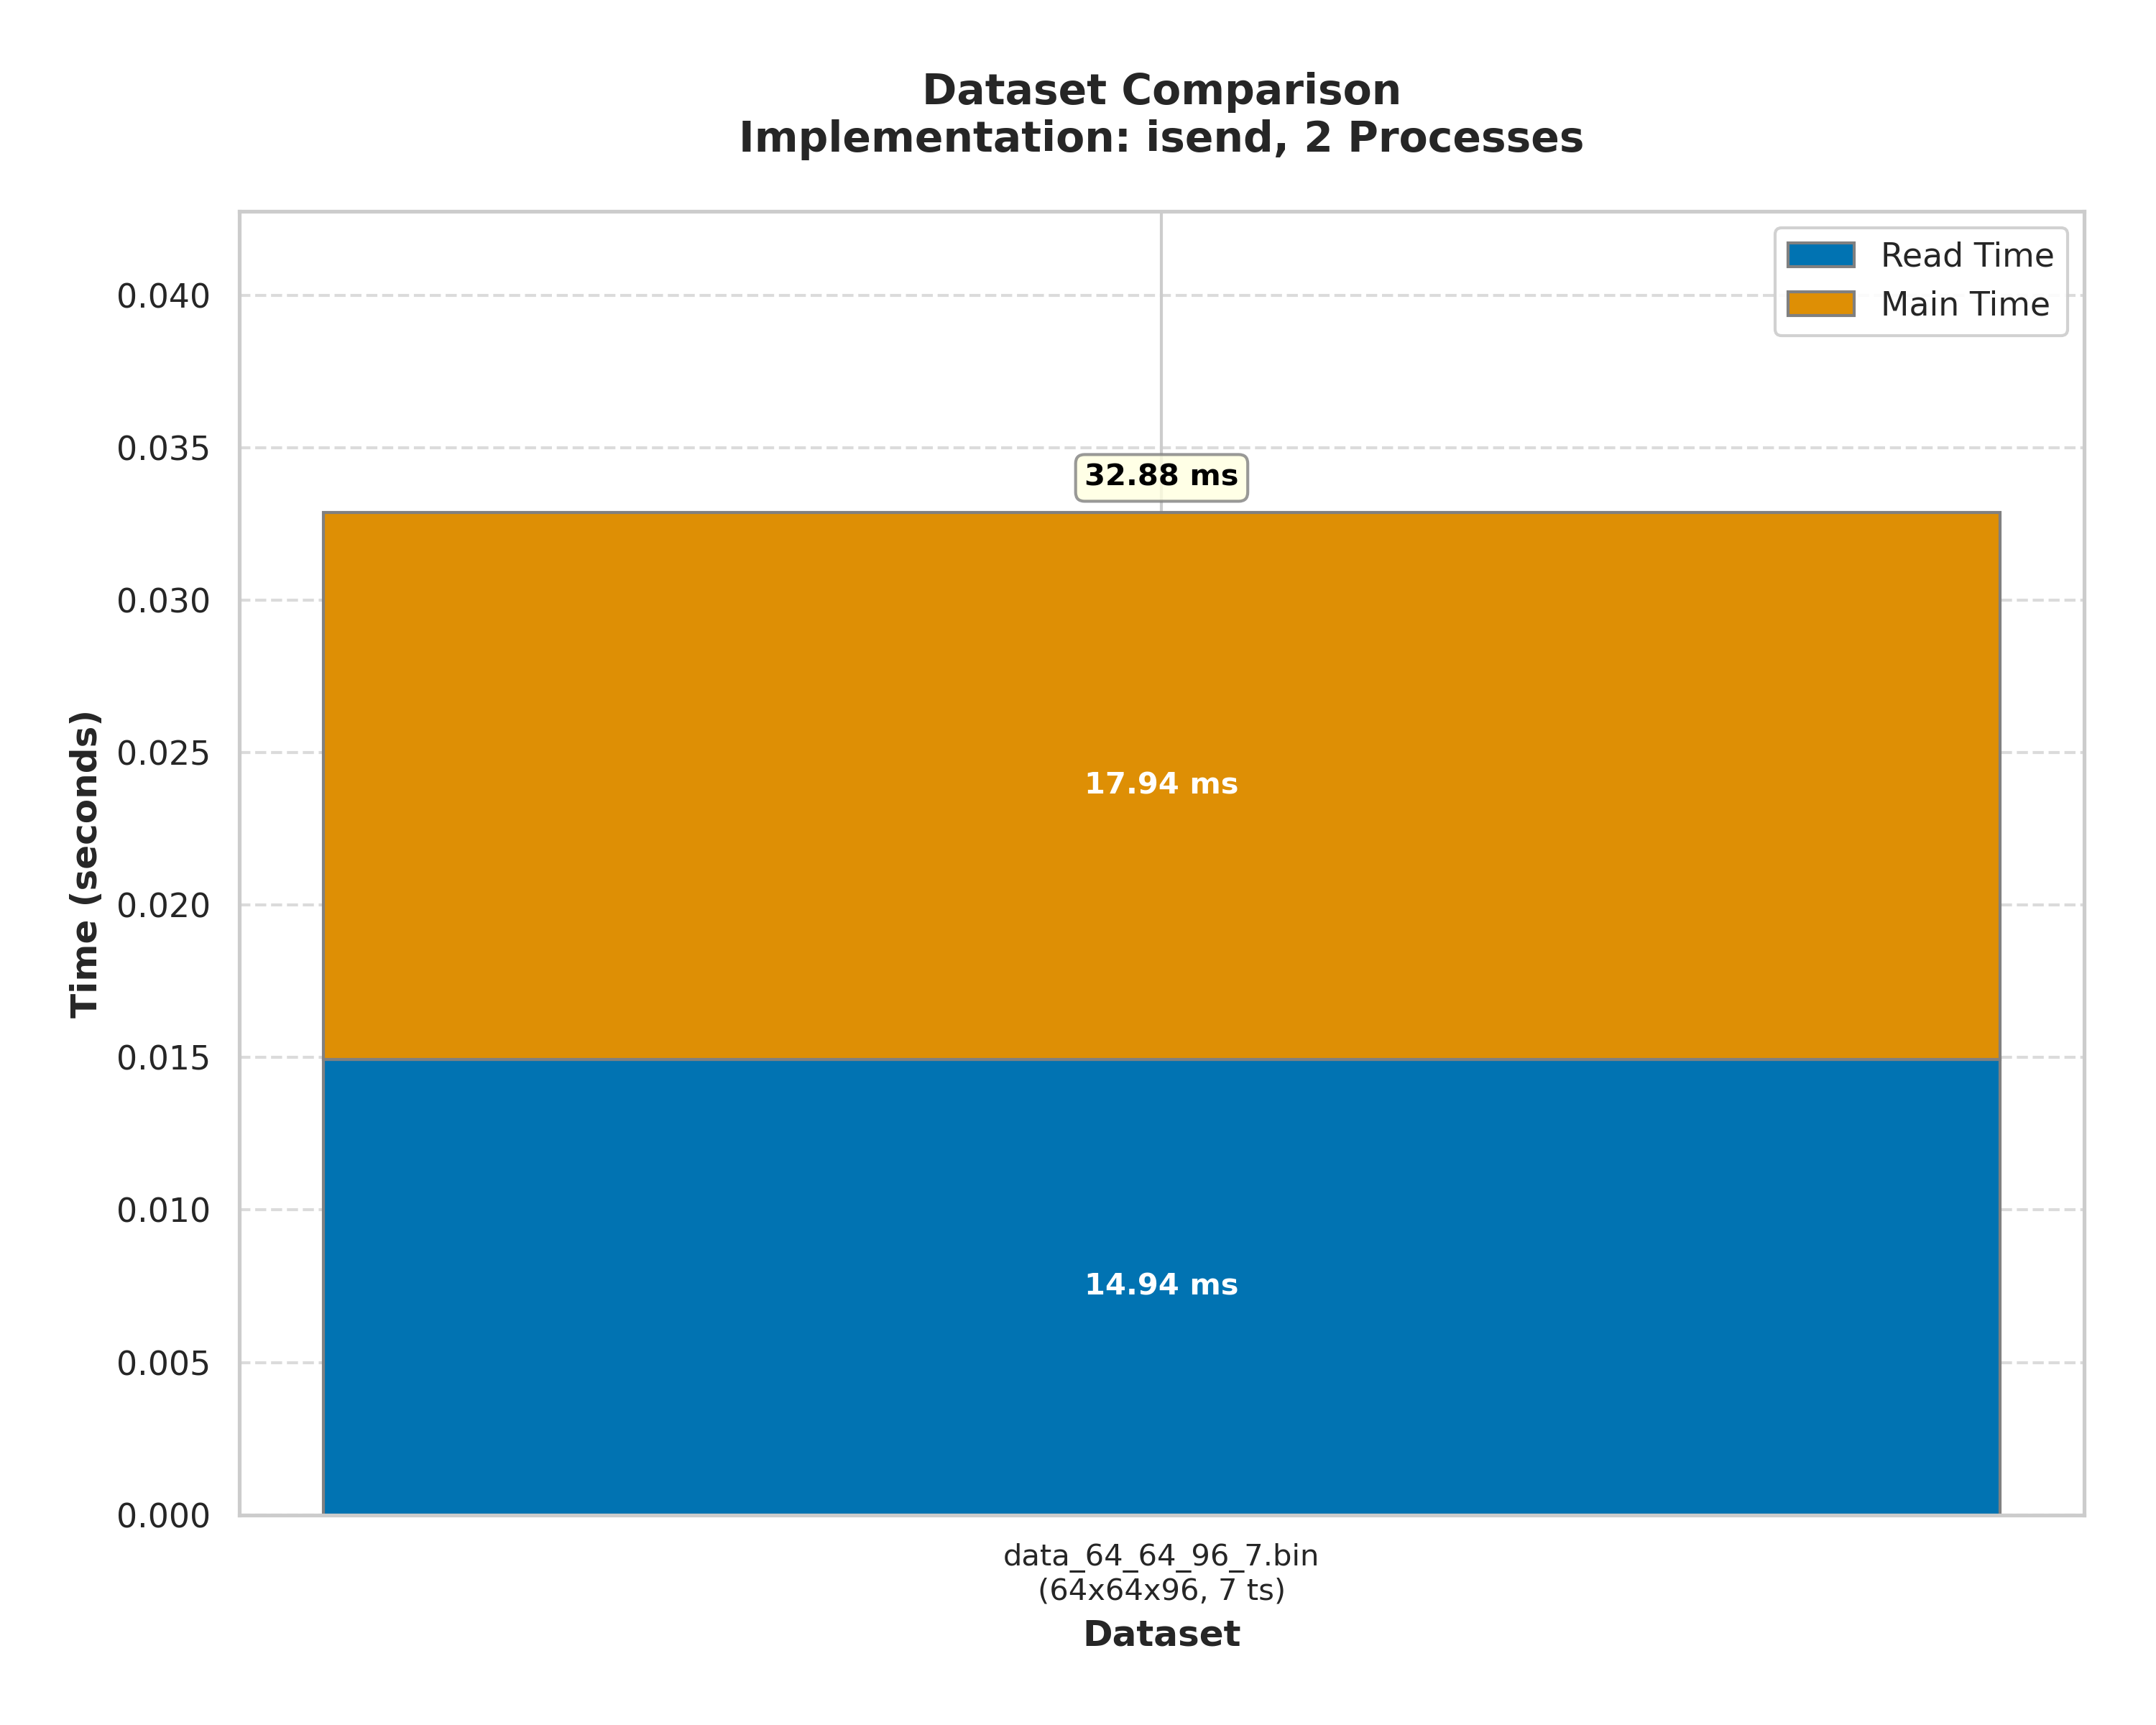 Dataset Comparison
Implementation: isend, 2 Processes
Read Time
Main Time
0.040
0.035
0.030
0.025
0.020
0.015
0.010
0.005
0.000
Time (seconds)
32.88 ms
17.94 ms
14.94 ms
data_64_64_96_7.bin
(64x64x96, 7 ts)
Dataset